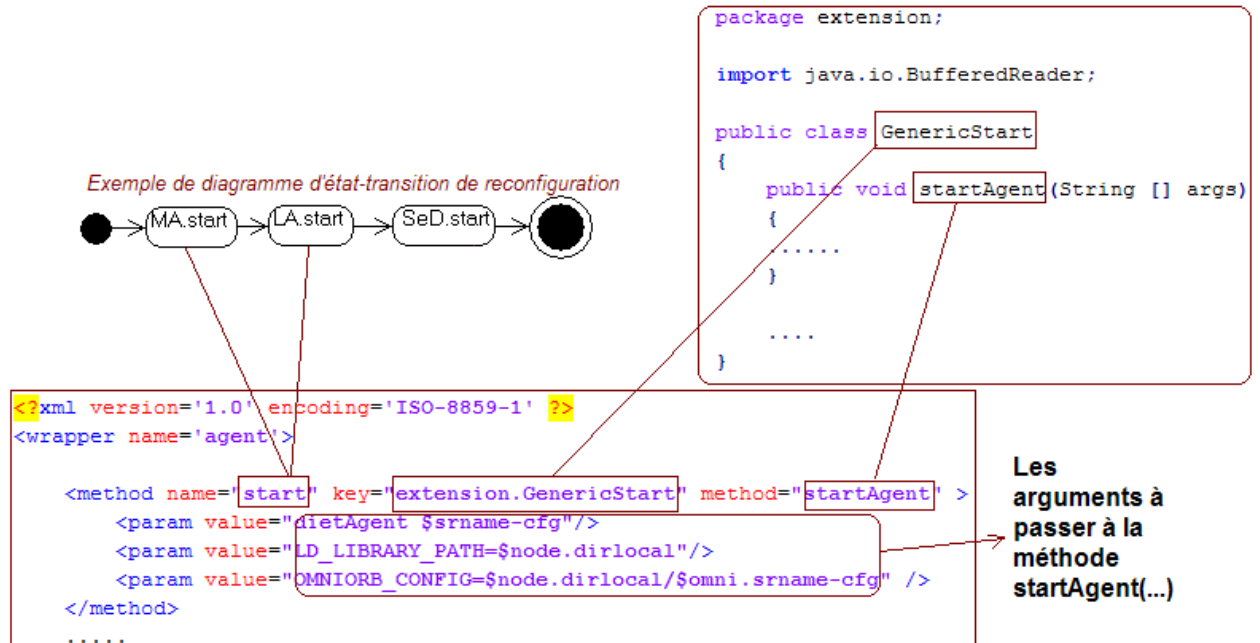 package extension;
import java.io.BufferedReader;
public class GenericStart
{
public void startAgent(String [] args)
{
......
}
....
}
Exemple de diagramme d'état-transition de reconfiguration
MA.start
LA.start
SeD.start
<?xml version='1.0' encoding='ISO-8859-1' ?>
<wrapper name='agent'>
<method name="start" key="extension.GenericStart" method="startAgent" >
<param value="dietAgent $srname-cfg"/>
<param value="LD_LIBRARY_PATH=$node.dirlocal"/>
<param value="OMNIORB_CONFIG=$node.dirlocal/$omni.srname-cfg" />
</method>
.....
Les
arguments à
passer à la
méthode
startAgent(...)